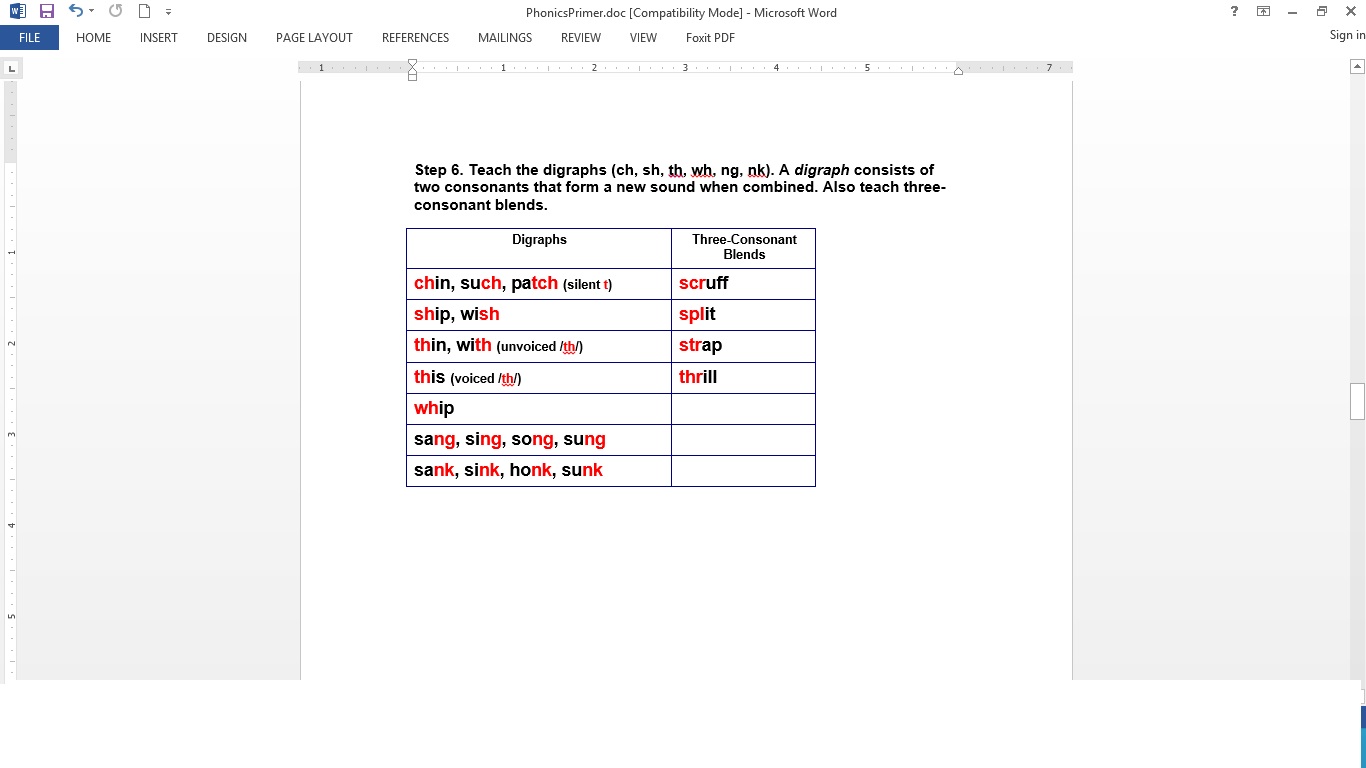 PhonicsPrimer.doc [Compatibility Mode] - Microsoft Word
?
FILE HOME INSERT DESIGN PAGE LAYOUT REFERENCES MAILINGS REVIEW VIEW Foxit PDF Sign in
L
1 1 2 3 4 5 7
Step 6. Teach the digraphs (ch, sh, th, wh, ng, nk). A digraph consists of
two consonants that form a new sound when combined. Also teach three-
consonant blends.
Digraphs Three-Consonant
Blends
chin, such, patch (silent t) scruff
ship, wish split
thin, with (unvoiced /th/) strap
this (voiced /th/) thrill
whip
sang, sing, song, sung
sank, sink, honk, sunk
1
2
3
4
5